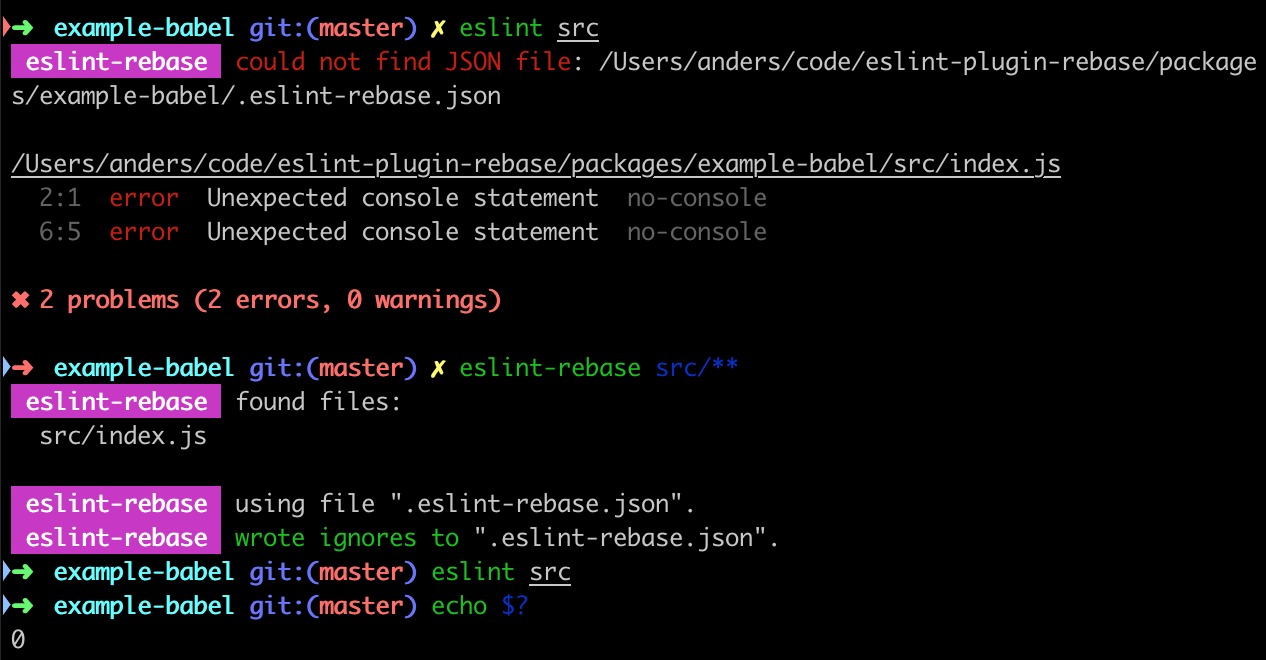 ➜ example-babel git:(master) ✗ eslint src
eslint-rebase could not find JSON file: /Users/anders/code/eslint-plugin-rebase/package
s/example-babel/.eslint-rebase.json
/Users/anders/code/eslint-plugin-rebase/packages/example-babel/src/index.js
2:1 error Unexpected console statement no-console
6:5 error Unexpected console statement no-console
✖ 2 problems (2 errors, 0 warnings)
➜ example-babel git:(master) ✗ eslint-rebase src/**
eslint-rebase found files:
src/index.js
eslint-rebase using file ".eslint-rebase.json".
eslint-rebase wrote ignores to ".eslint-rebase.json".
➜ example-babel git:(master) eslint src
➜ example-babel git:(master) echo $?
0